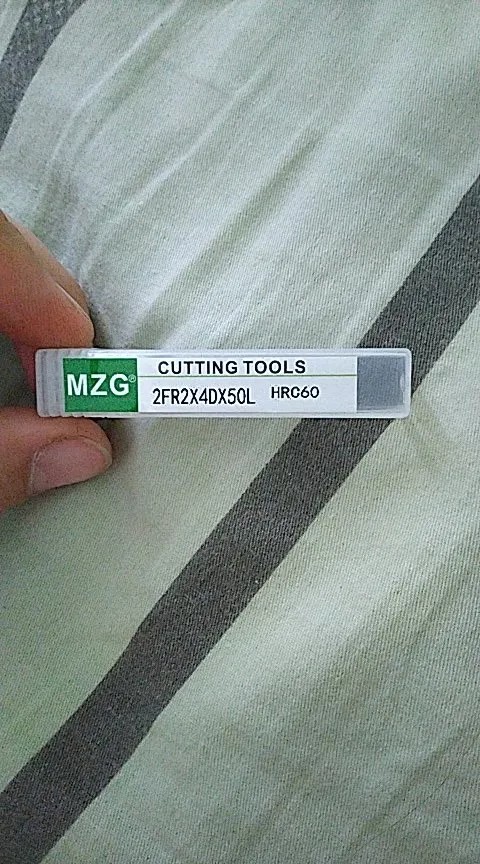 MZG®
CUTTING TOOLS
2FR2X4DX50L HRC60